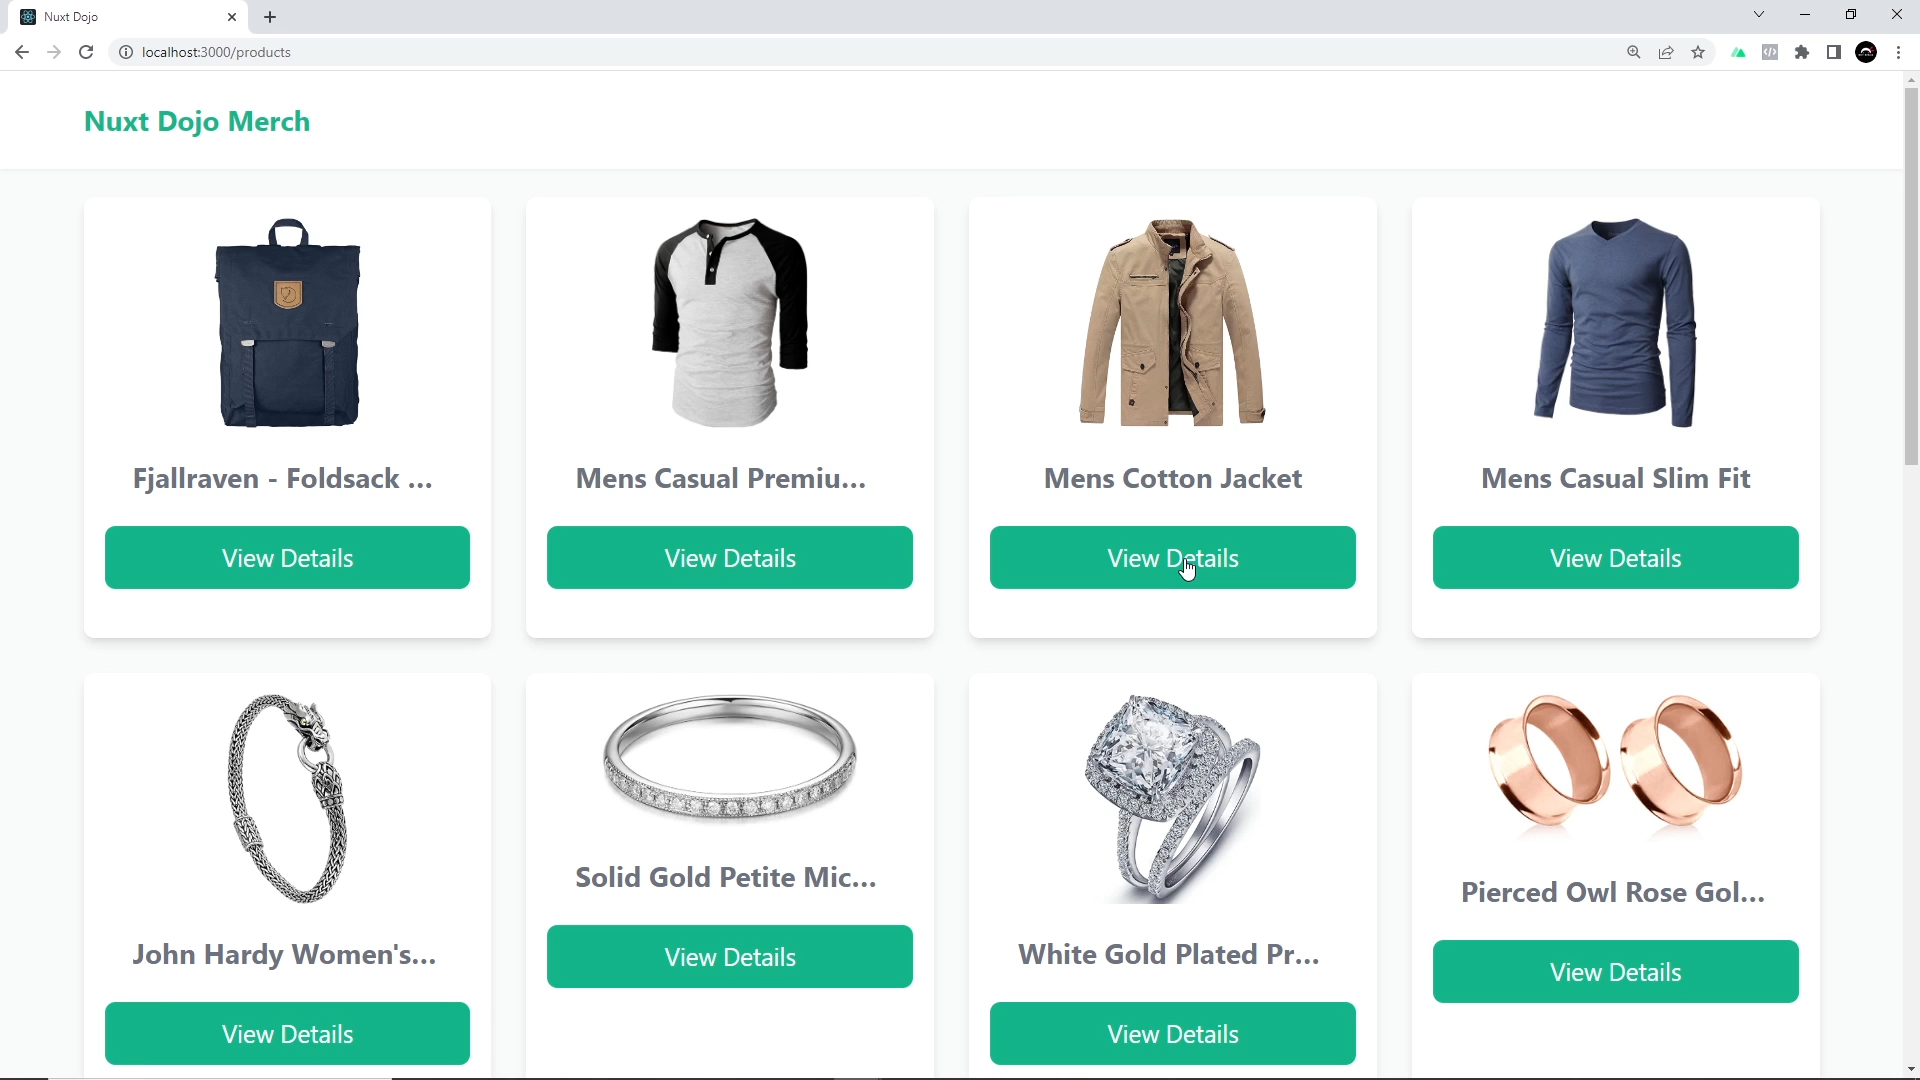 Nuxt Dojo
localhost:3000/products
Nuxt Dojo Merch
Fjallraven - Foldsack ...
Mens Casual Premiu...
Mens Cotton Jacket
Mens Casual Slim Fit
View Details
View Details
View Details
View Details
John Hardy Women's...
Solid Gold Petite Mic...
White Gold Plated Pr...
Pierced Owl Rose Gol...
View Details
View Details
View Details
View Details